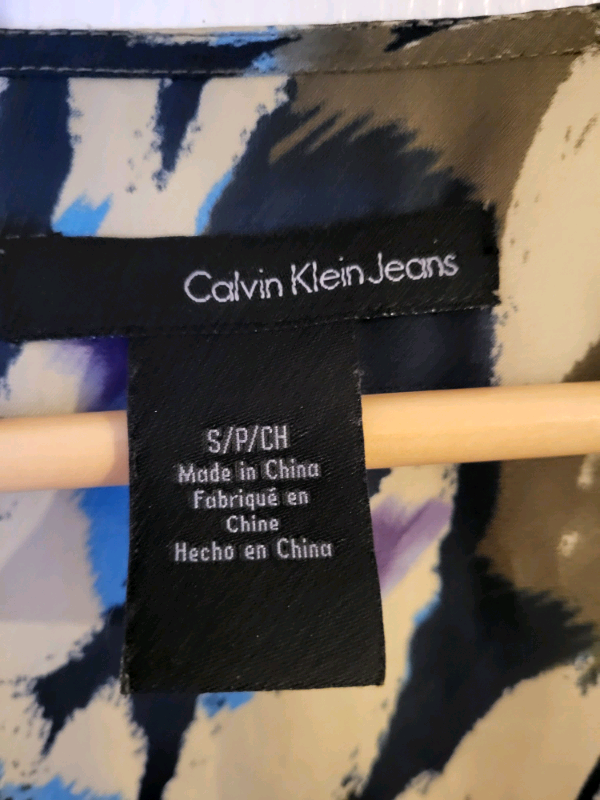 Calvin Klein Jeans
S/P/CH
Made in China
Fabriqué en
Chine
Hecho en China